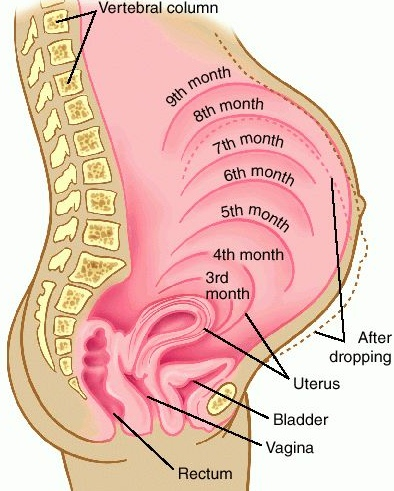 Vertebral column
9th month
8th month
7th month
6th month
5th month
4th month
3rd
month
After
dropping
Uterus
Bladder
Vagina
Rectum